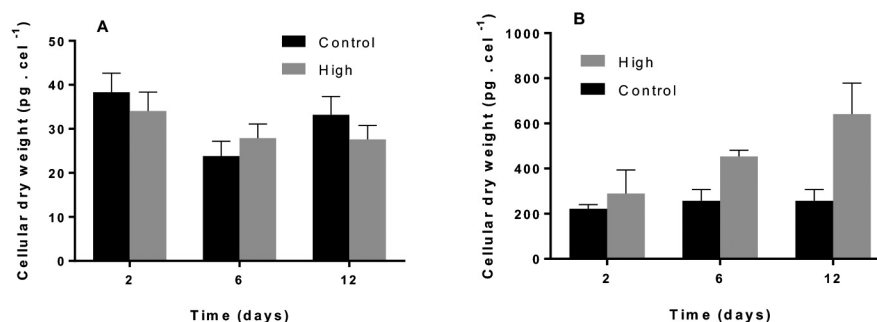 A
Cellular dry weight (pg . cel -1)
50
40
30
20
10
0
Control
High
2 6 12
Time (days)
B
Cellular dry weight (pg . cel -1)
1000
800
600
400
200
0
High
Control
2 6 12
Time (days)